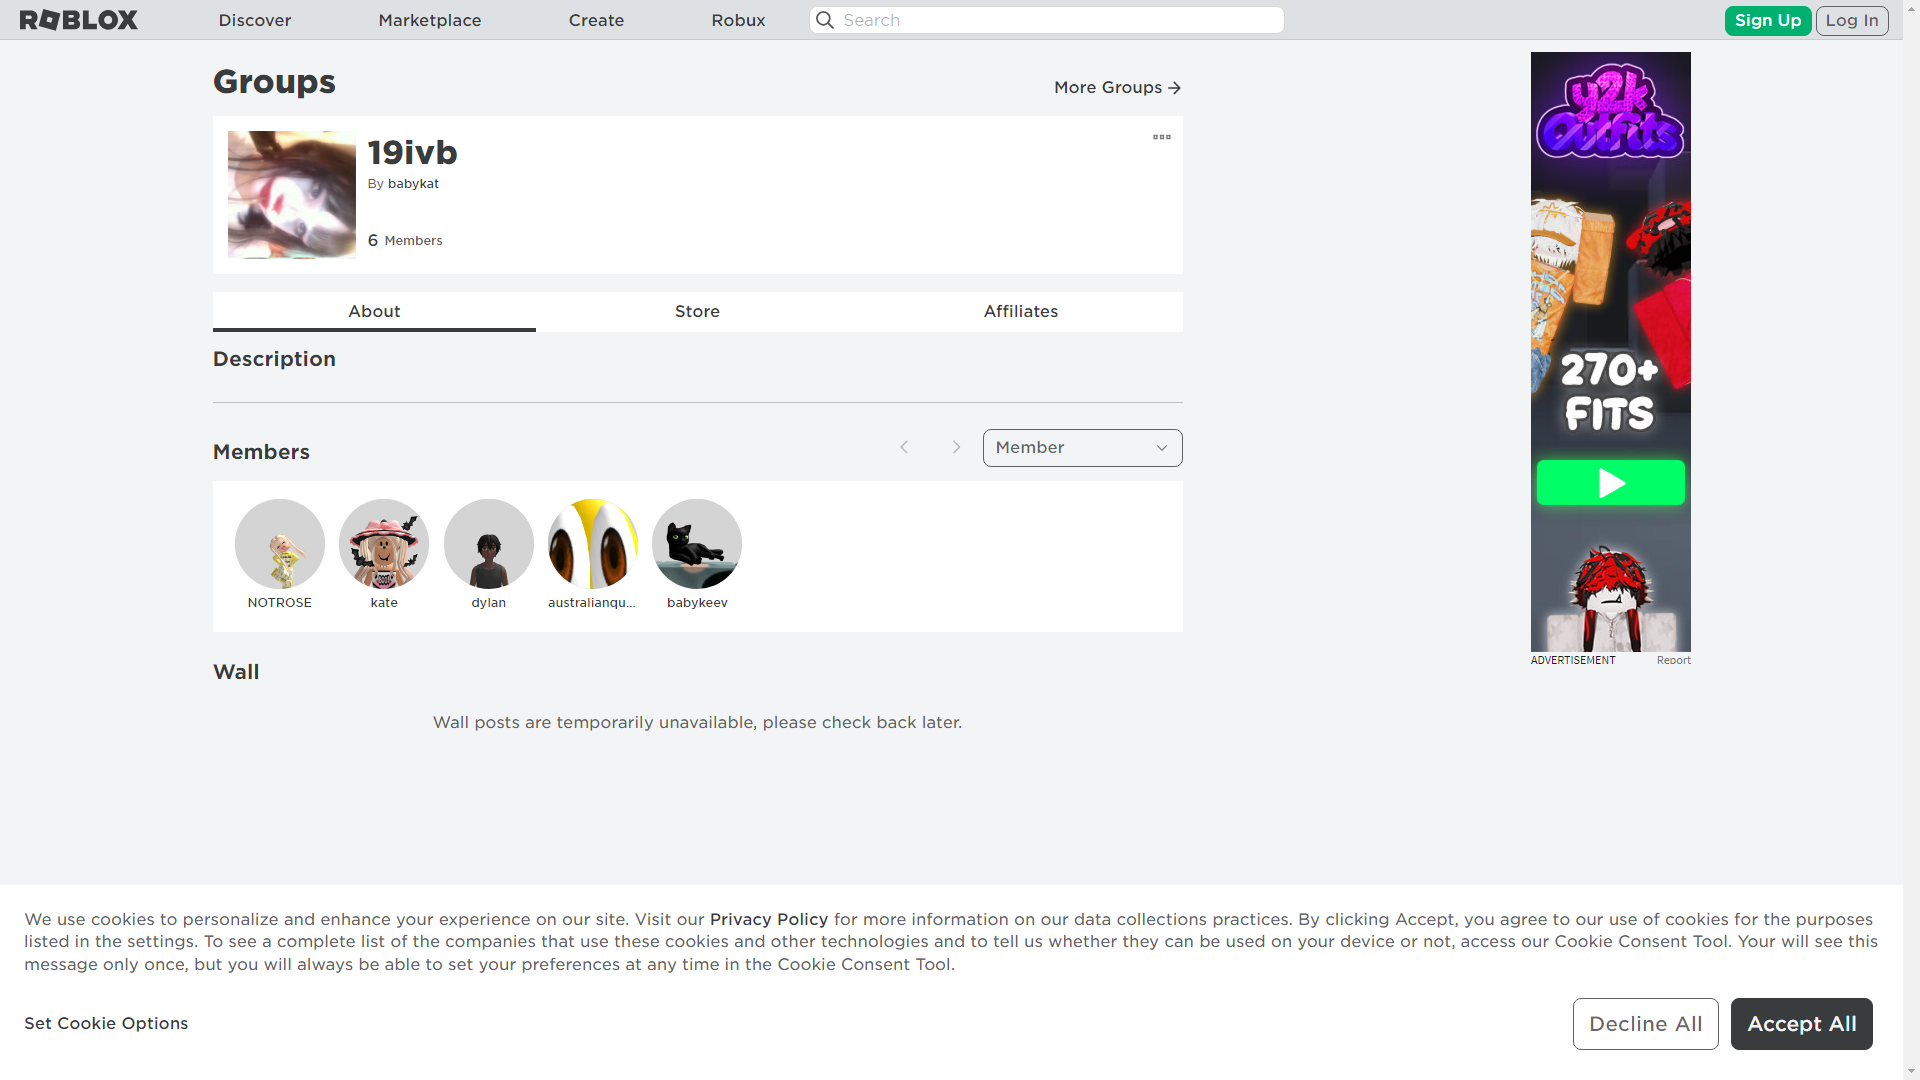 ROBLOX
Discover
Marketplace
Create
Robux
Search
Sign Up
Log In
Groups
More Groups
19ivb
By babykat
6 Members
About
Store
Affiliates
Description
Members
Member
NOTROSE
kate
dylan
australianqu...
babykeev
Wall
Wall posts are temporarily unavailable, please check back later.
y2k
Outfits
270+
FITS
ADVERTISEMENT
Report
We use cookies to personalize and enhance your experience on our site. Visit our Privacy Policy for more information on our data collections practices. By clicking Accept, you agree to our use of cookies for the purposes
listed in the settings. To see a complete list of the companies that use these cookies and other technologies and to tell us whether they can be used on your device or not, access our Cookie Consent Tool. Your will see this
message only once, but you will always be able to set your preferences at any time in the Cookie Consent Tool.
Set Cookie Options
Decline All
Accept All